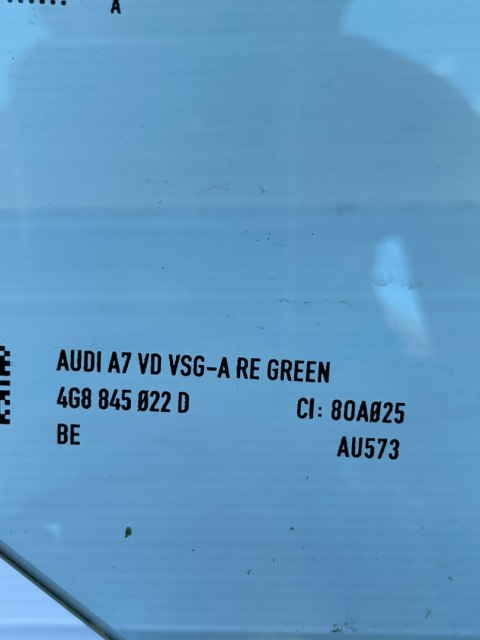 A
AUDI A7 VD VSG-A RE GREEN
4G8 845 022 D
CI: 80A025
BE
AU573